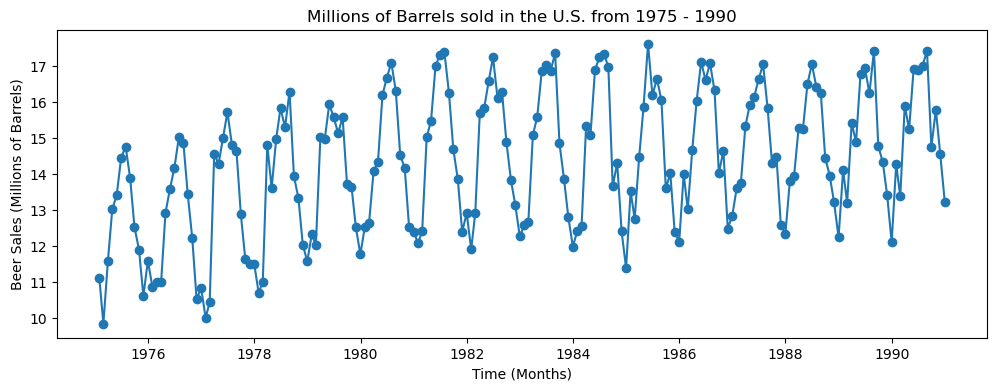 Millions of Barrels sold in the U.S. from 1975 - 1990
Beer Sales (Millions of Barrels)
17
16
15
14
13
12
11
10
1976 1978 1980 1982 1984 1986 1988 1990
Time (Months)